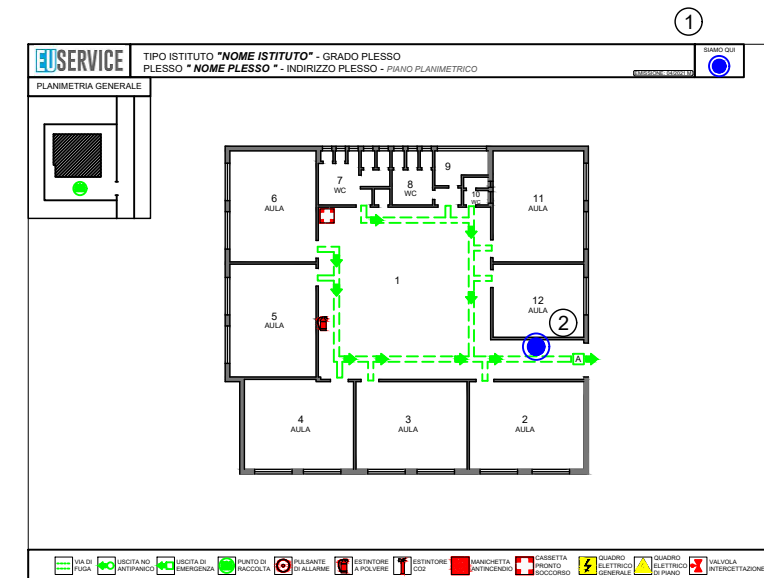 1
EUSERVICE
TIPO ISTITUTO "NOME ISTITUTO" - GRADO PLESSO
PLESSO " NOME PLESSO " - INDIRIZZO PLESSO - PIANO PLANIMETRICO
SIAMO QUI
PLANIMETRIA GENERALE
6
AULA
7
WC
8
WC
9
10
WC
11
AULA
1
5
AULA
12
AULA
2
A
4
AULA
3
AULA
2
AULA
VIA DI
FUGA
USCITA NO
ANTIPANICO
USCITA DI
EMERGENZA
PUNTO DI
RACCOLTA
PULSANTE
DI ALLARME
ESTINTORE
A POLVERE
ESTINTORE
CO2
MANICHETTA
ANTINCENDIO
CASSETTA
PRONTO
SOCCORSO
QUADRO
ELETTRICO
GENERALE
QUADRO
ELETTRICO
DI PIANO
VALVOLA
INTERCETTAZIONE